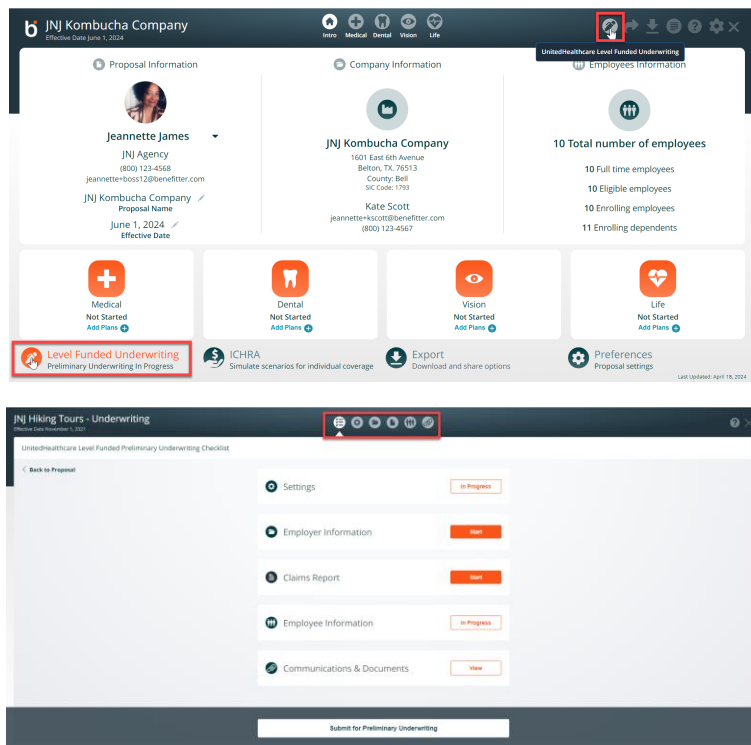 JNJ Kombucha Company
Effective Date June 1, 2024
Intro Medical Dental Vision Life
UnitedHealthcare Level Funded Underwriting
Proposal Information
Jeannette James
JNJ Agency
(800) 123-4568
jeannette+boss12@benefitter.com
JNJ Kombucha Company
Proposal Name
June 1, 2024
Effective Date
Company Information
JNJ Kombucha Company
1601 East 6th Avenue
Belton, TX. 76513
County: Bell
SIC Code: 1793
Kate Scott
jeannette+kscott@benefitter.com
(800) 123-4567
Employees Information
10 Total number of employees
10 Full time employees
10 Eligible employees
10 Enrolling employees
11 Enrolling dependents
Medical
Not Started
Add Plans
Dental
Not Started
Add Plans
Vision
Not Started
Add Plans
Life
Not Started
Add Plans
Level Funded Underwriting
Preliminary Underwriting In Progress
ICHRA
Simulate scenarios for individual coverage
Export
Download and share options
Preferences
Proposal settings
Last Updated: April 18, 2024
JNJ Hiking Tours - Underwriting
Effective Date November 1, 2021
UnitedHealthcare Level Funded Preliminary Underwriting Checklist
Back to Proposal
Settings
In Progress
Employer Information
Start
Claims Report
Start
Employee Information
In Progress
Communications & Documents
View
Submit for Preliminary Underwriting